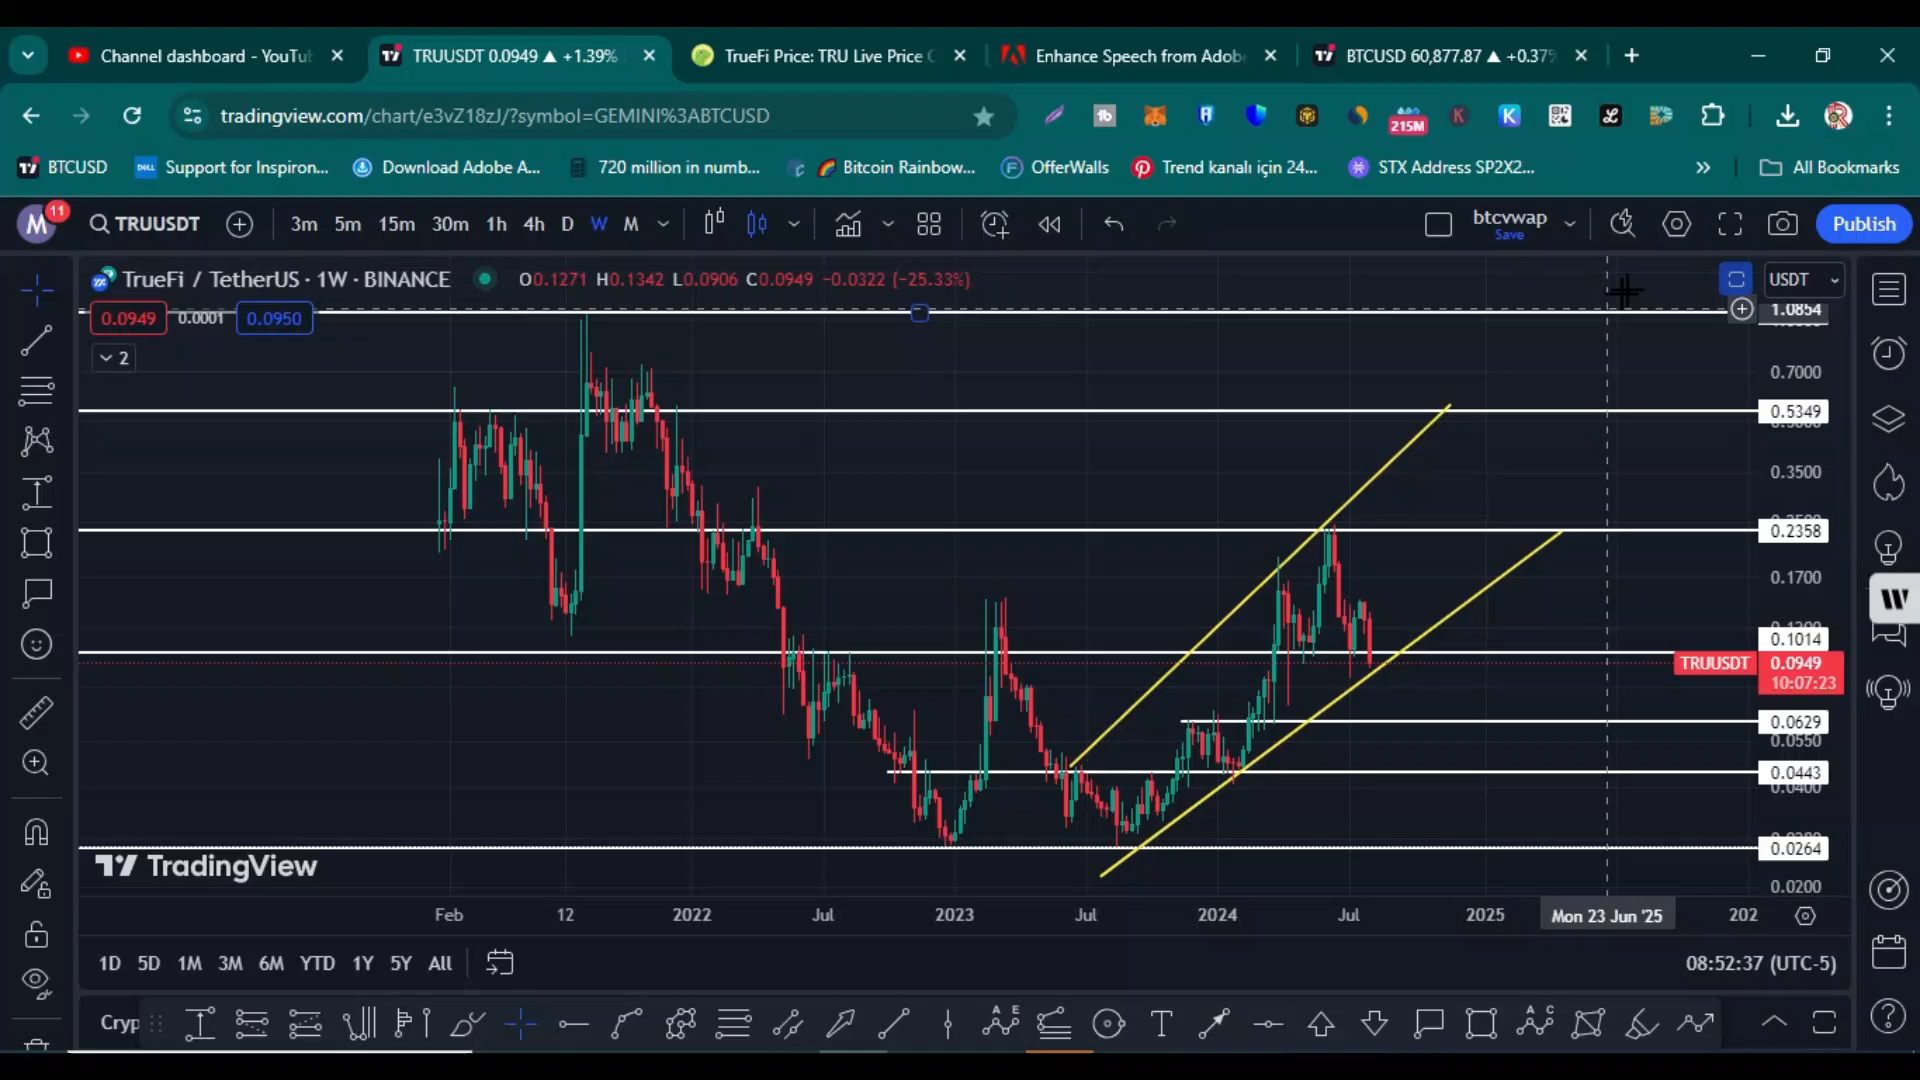 Channel dashboard - YouTu
TRUUSDT 0.0949 ▲ +1.39%
TrueFi Price: TRU Live Price C
Enhance Speech from Adob
BTCUSD 60,877.87 ▲ +0.37%
tradingview.com/chart/e3vZ18zJ/?symbol=GEMINI%3ABTCUSD
215M
BTCUSD
Support for Inspiron...
Download Adobe A...
720 million in numb...
Bitcoin Rainbow...
OfferWalls
Trend kanalı için 24...
STX Address SP2X2...
All Bookmarks
M
11
TRUUSDT
3m 5m 15m 30m 1h 4h D W M
btcvwap
Save
Publish
TrueFi / TetherUS · 1W · BINANCE
O0.1271 H0.1342 L0.0906 C0.0949 −0.0322 (−25.33%)
USDT
0.0949
0.0001
0.0950
2
1.0854
0.7000
0.5349
0.3500
0.2358
0.1700
0.1014
TRUUSDT
0.0949
10:07:23
0.0629
0.0550
0.0443
0.0400
0.0264
0.0200
TradingView
Feb 12 2022 Jul 2023 Jul 2024 Jul 2025 Mon 23 Jun '25 202
1D 5D 1M 3M 6M YTD 1Y 5Y All
08:52:37 (UTC-5)
Cryp